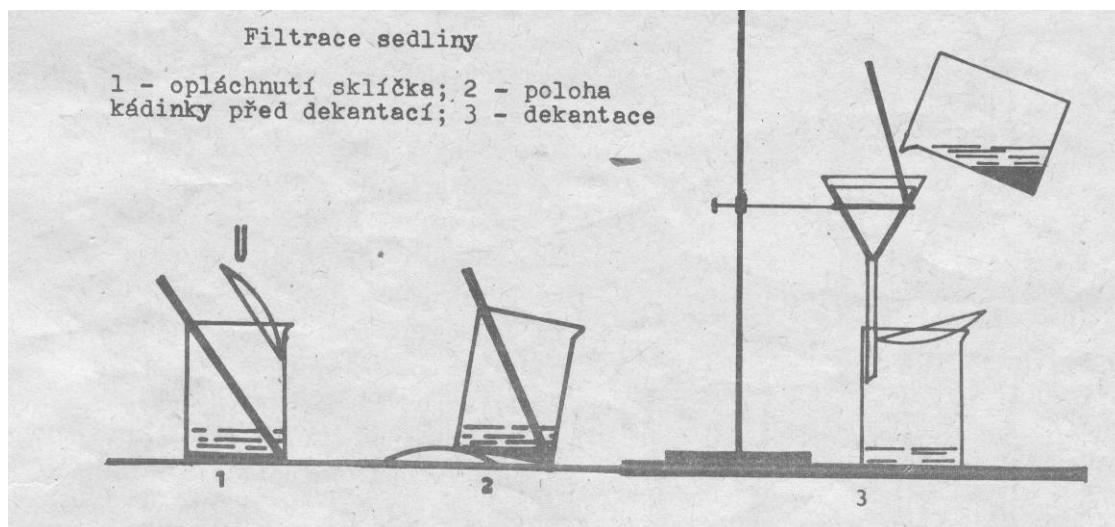 Filtrace sedliny
1 - opláchnutí sklíčka; 2 - poloha
kádinky před dekantací; 3 - dekantace
1
2
3